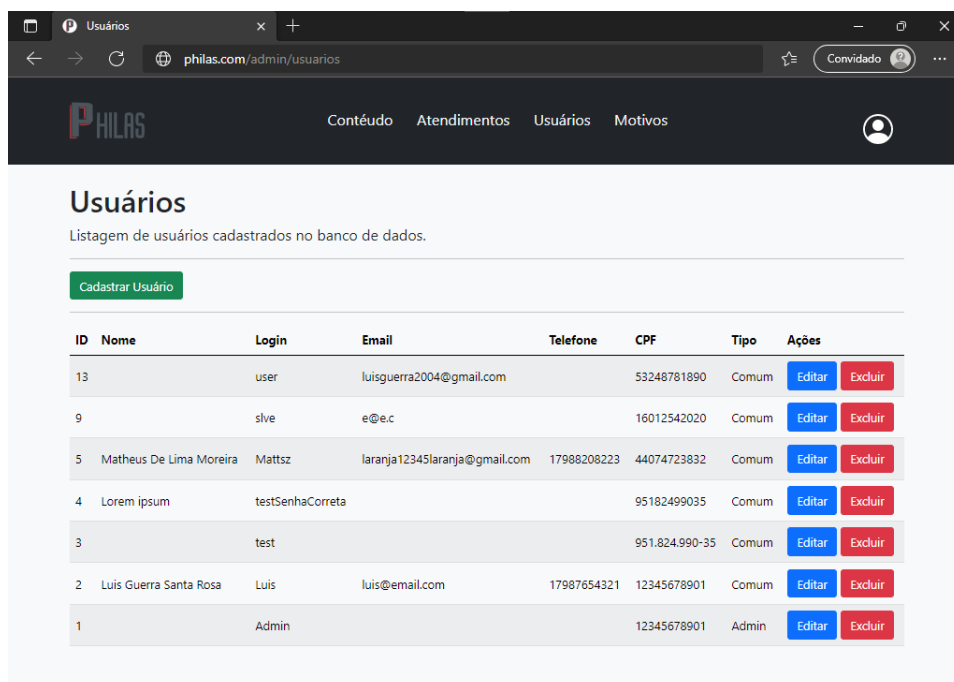 Usuários
philas.com/admin/usuarios
Convidado
PHILAS
Contéudo Atendimentos Usuários Motivos
Usuários
Listagem de usuários cadastrados no banco de dados.
Cadastrar Usuário
ID Nome Login Email Telefone CPF Tipo Ações
13 user luisguerra2004@gmail.com 53248781890 Comum Editar Excluir
9 slve e@e.c 16012542020 Comum Editar Excluir
5 Matheus De Lima Moreira Mattsz laranja12345laranja@gmail.com 17988208223 44074723832 Comum Editar Excluir
4 Lorem ipsum testSenhaCorreta 95182499035 Comum Editar Excluir
3 test 951.824.990-35 Comum Editar Excluir
2 Luis Guerra Santa Rosa Luis luis@email.com 17987654321 12345678901 Comum Editar Excluir
1 Admin 12345678901 Admin Editar Excluir